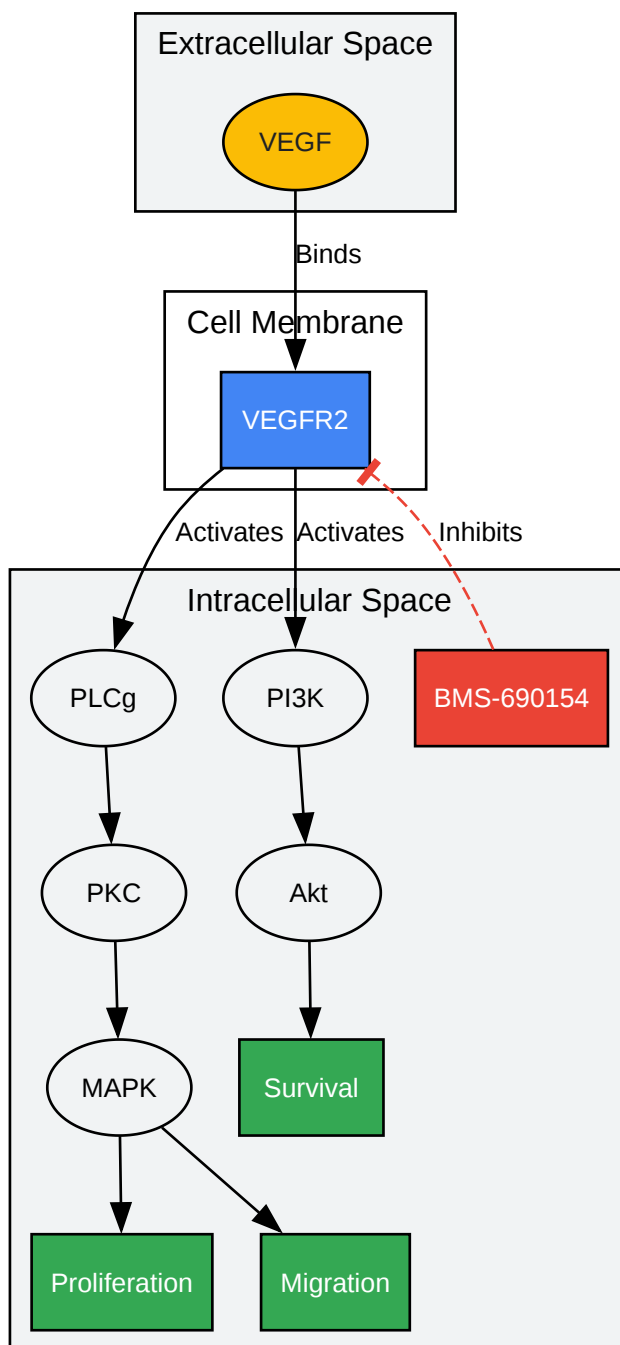 Extracellular Space
VEGF
Binds
Cell Membrane
VEGFR2
Activates
Activates
Inhibits
Intracellular Space
PLCg
PI3K
BMS-690154
PKC
Akt
MAPK
Survival
Proliferation
Migration